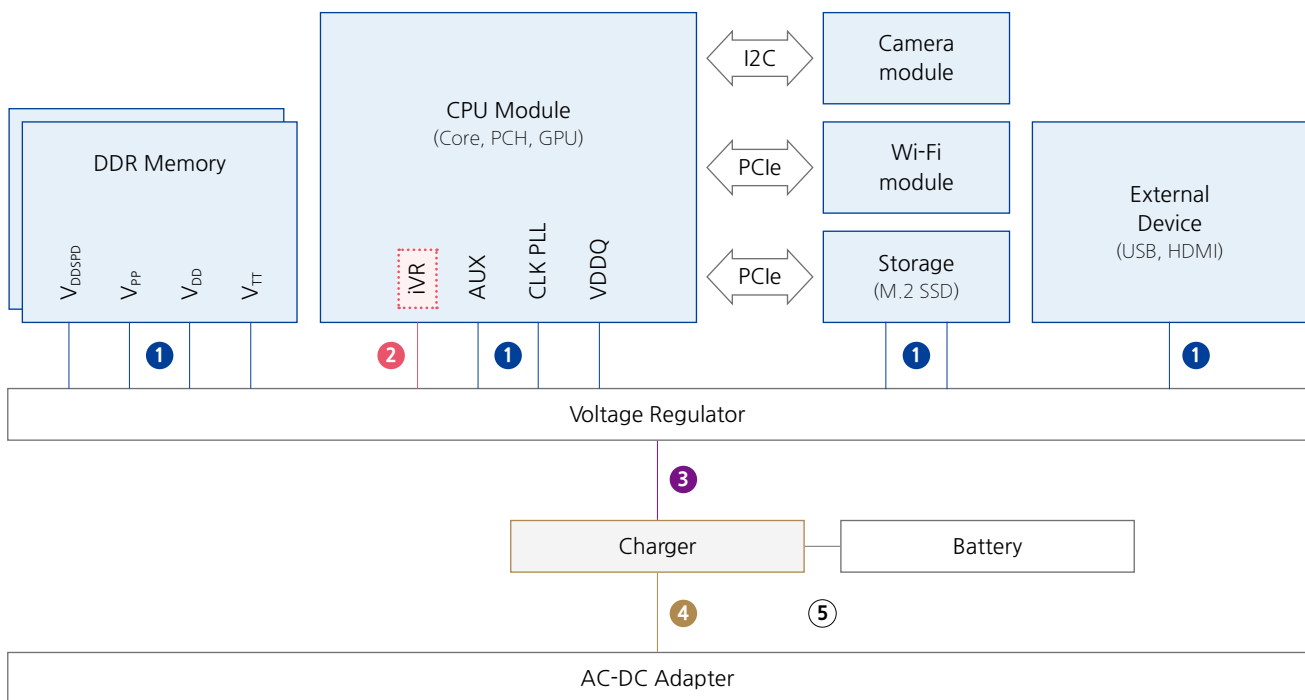 CPU Module
(Core, PCH, GPU)
I2C
Camera
module
DDR Memory
PCIe
Wi-Fi
module
External
Device
(USB, HDMI)
PCIe
Storage
(M.2 SSD)
VDDSPD
VPP
VDD
VTT
iVR
AUX
CLK PLL
VDDQ
1
2
1
1
1
Voltage Regulator
3
Charger
Battery
4
5
AC-DC Adapter